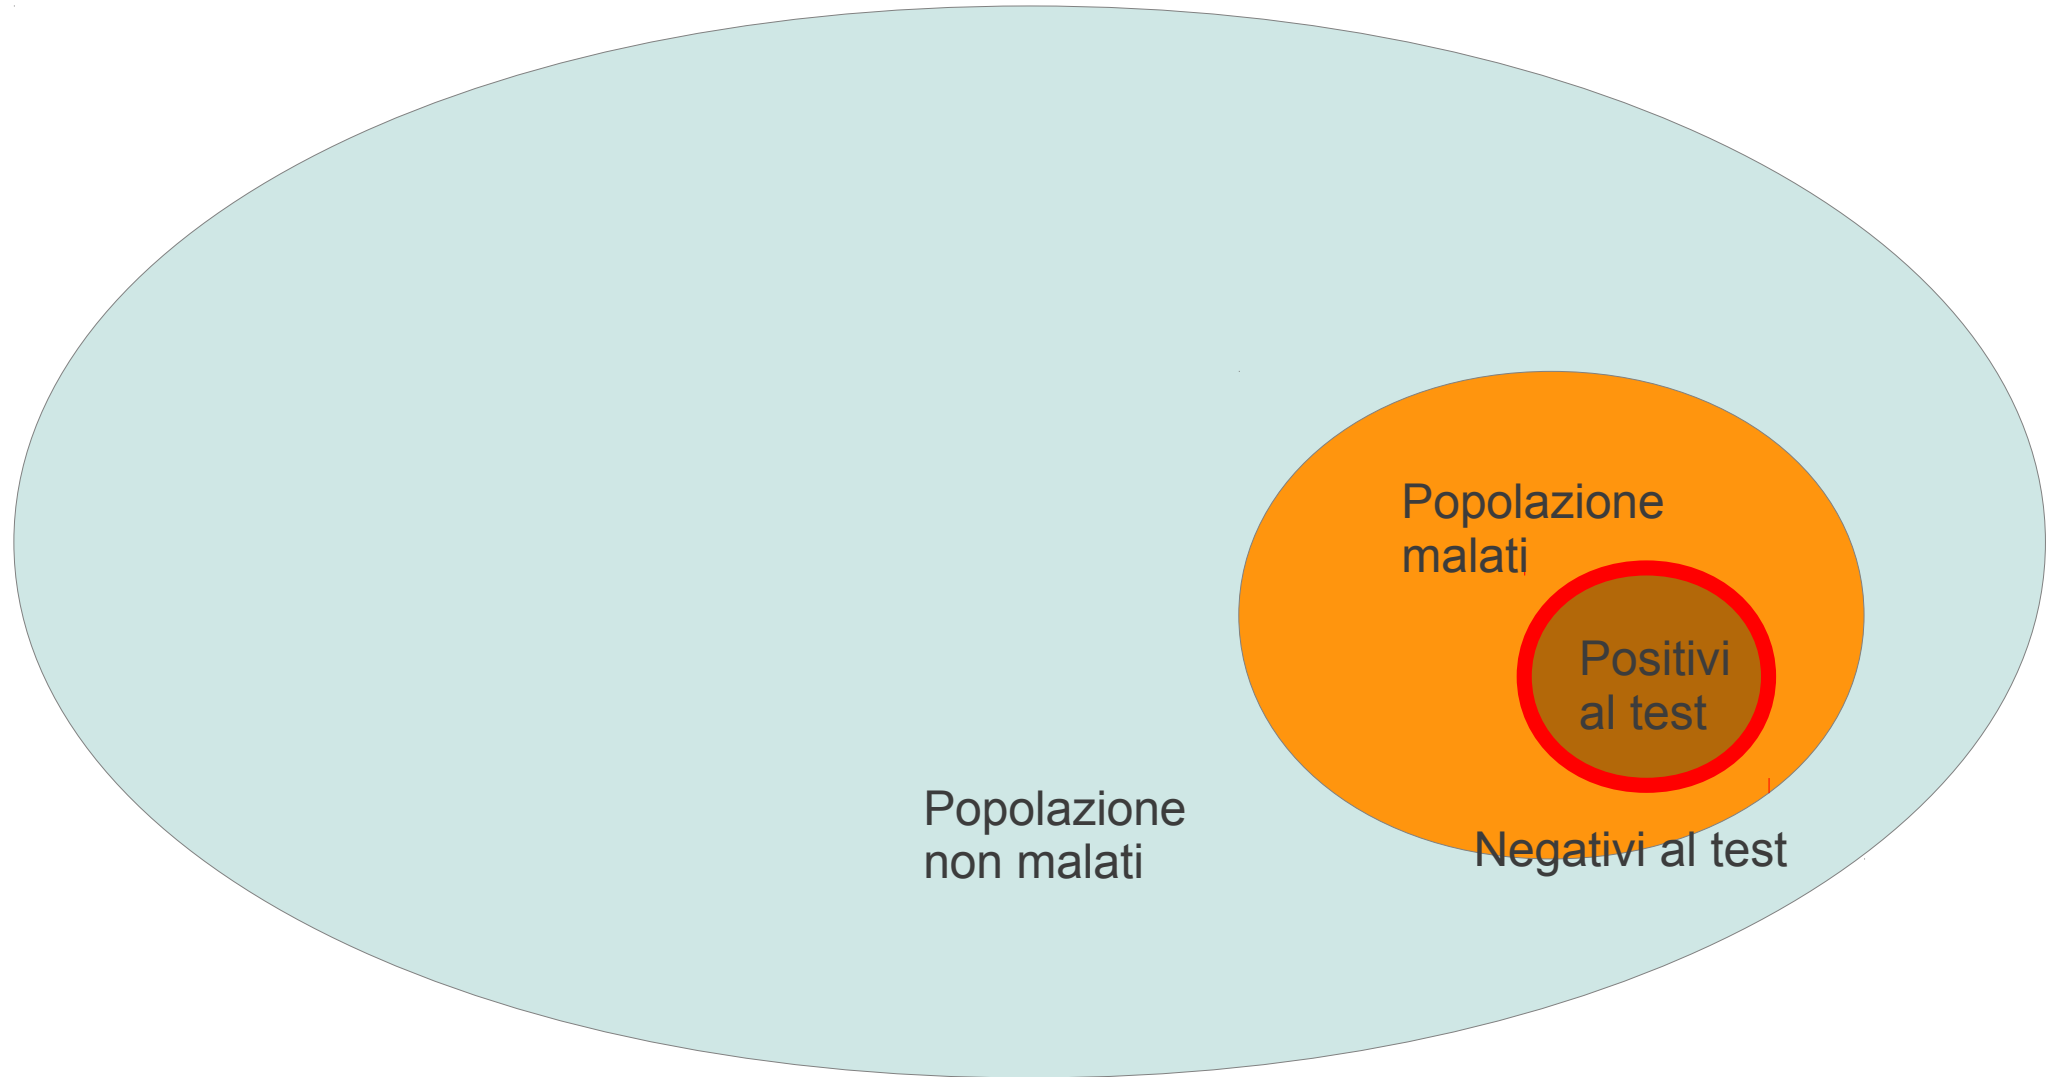 Popolazione
malati
Positivi
al test
Popolazione
non malati
Negativi al test